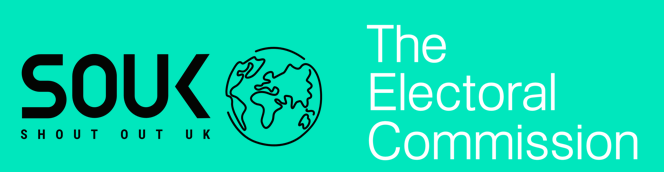 SOUK
SHOUT OUT UK
The
Electoral
Commission